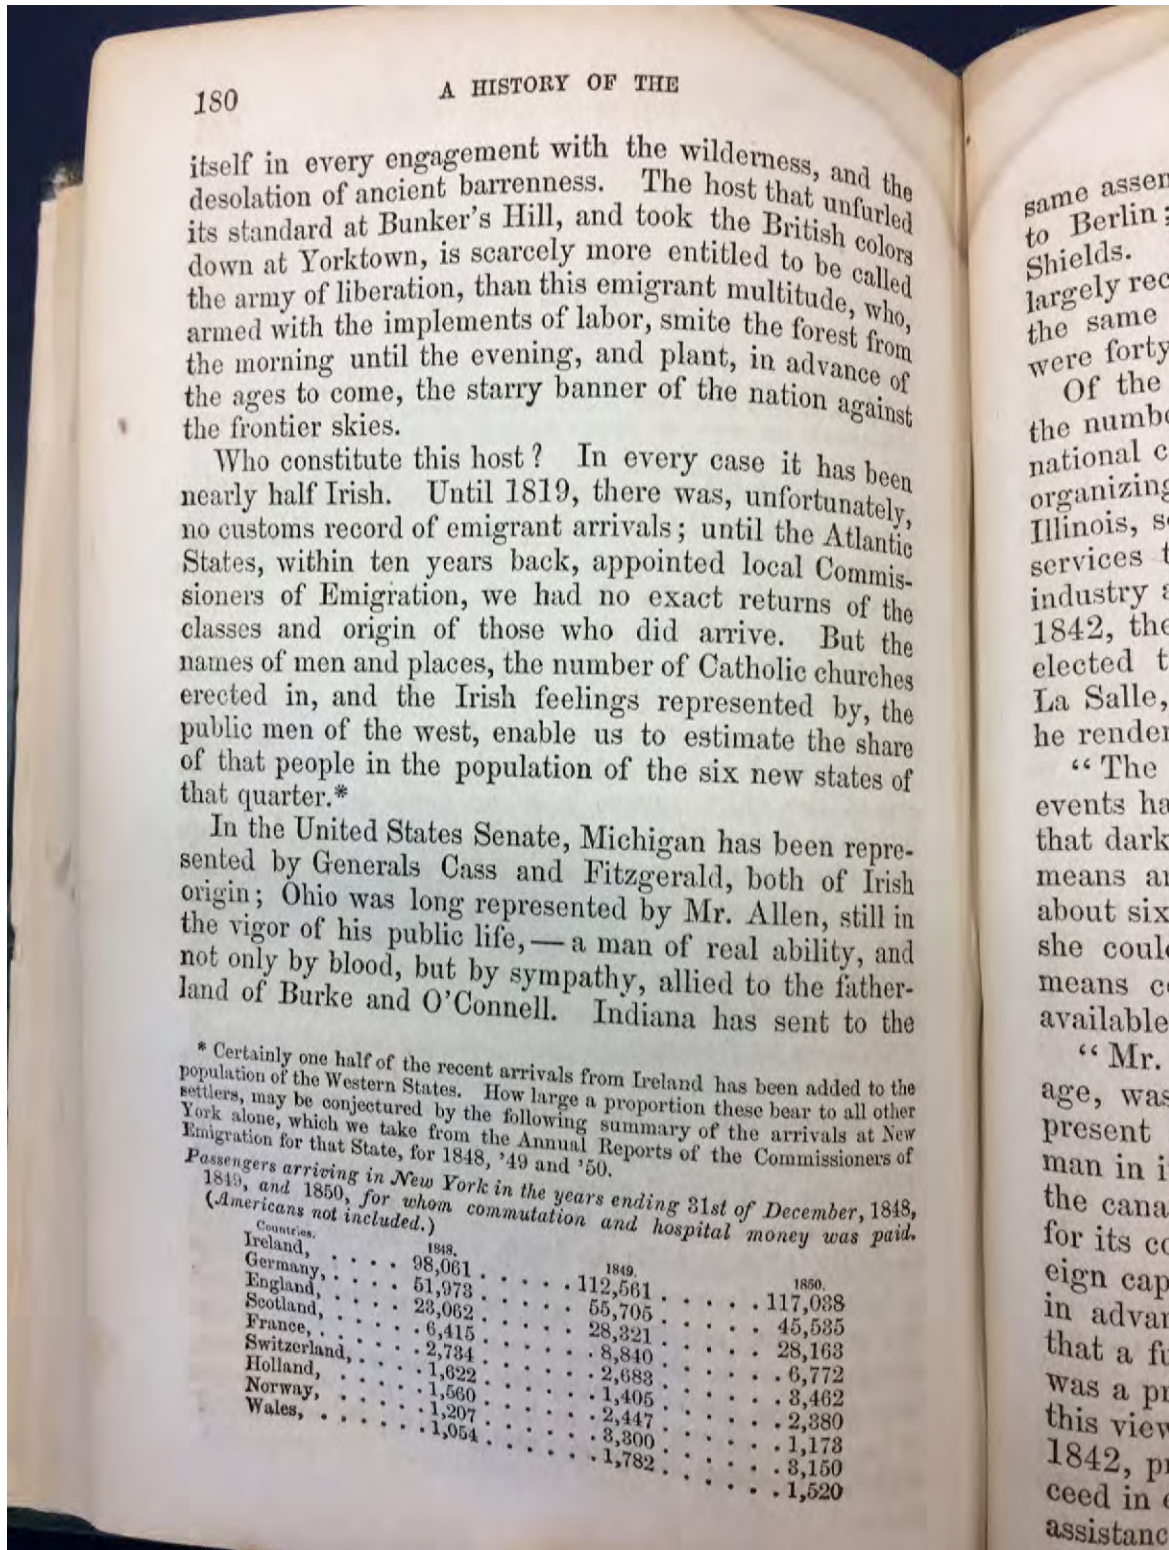 180
A HISTORY OF THE
itself in every engagement with the wilderness, and the
desolation of ancient barrenness. The host that unfurled
its standard at Bunker's Hill, and took the British colors
down at Yorktown, is scarcely more entitled to be called
the army of liberation, than this emigrant multitude, who,
armed with the implements of labor, smite the forest from
the morning until the evening, and plant, in advance of
the ages to come, the starry banner of the nation against
the frontier skies.
Who constitute this host? In every case it has been
nearly half Irish. Until 1819, there was, unfortunately,
no customs record of emigrant arrivals; until the Atlantic
States, within ten years back, appointed local Commis-
sioners of Emigration, we had no exact returns of the
classes and origin of those who did arrive. But the
names of men and places, the number of Catholic churches
erected in, and the Irish feelings represented by, the
public men of the west, enable us to estimate the share
of that people in the population of the six new states of
that quarter.*
In the United States Senate, Michigan has been repre-
sented by Generals Cass and Fitzgerald, both of Irish
origin; Ohio was long represented by Mr. Allen, still in
the vigor of his public life,—a man of real ability, and
not only by blood, but by sympathy, allied to the father-
land of Burke and O'Connell. Indiana has sent to the
* Certainly one half of the recent arrivals from Ireland has been added to the
population of the Western States. How large a proportion these bear to all other
settlers, may be conjectured by the following summary of the arrivals at New
York alone, which we take from the Annual Reports of the Commissioners of
Emigration for that State, for 1848, '49 and '50.
Passengers arriving in New York in the years ending 31st of December, 1848,
1849, and 1850, for whom commutation and hospital money was paid.
(Americans not included.)
Countries. 1848. 1849. 1850.
Ireland, . . . . 98,061 . . . . . 112,561 . . . . . 117,038
Germany, . . . . 51,973 . . . . . 55,705 . . . . . 45,535
England, . . . . 23,062 . . . . . 28,321 . . . . . 28,163
Scotland, . . . . 6,415 . . . . . 8,840 . . . . . 6,772
France, . . . . 2,734 . . . . . 2,683 . . . . . 3,462
Switzerland, . . . . 1,622 . . . . . 1,405 . . . . . 2,380
Holland, . . . . 1,560 . . . . . 2,447 . . . . . 1,173
Norway, . . . . . 1,207 . . . . . 3,300 . . . . . 3,150
Wales, . . . . . . 1,054 . . . . . . 1,782 . . . . . 1,520
same
to Berlin;
Shields.
largely
the same
were forty
Of the
the
national
organizing
Illinois,
services
industry
1842, the
elected
La Salle,
he
“The
events
that dark
means
about six
she
means
available
“Mr.
age, was
present
man in
the
for its
eign
in
that a
was a
this view
1842,
ceed in